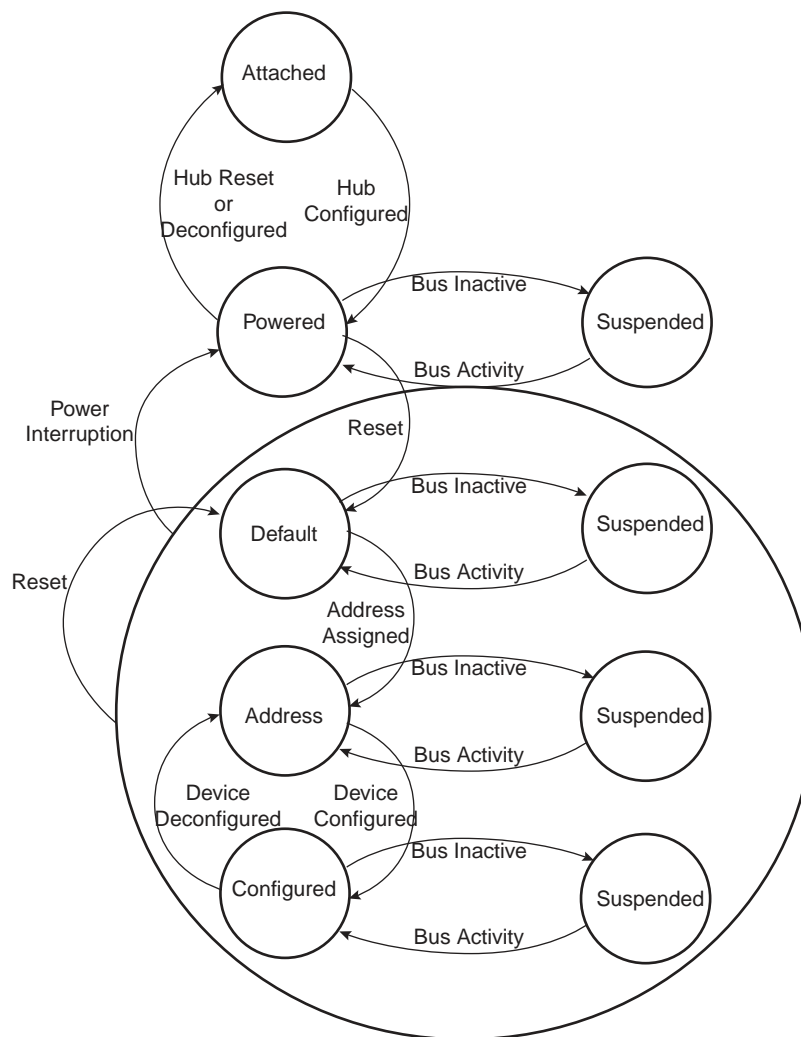 Attached
Hub Reset
or
Deconfigured
Hub
Configured
Powered
Bus Inactive
Suspended
Bus Activity
Power
Interruption
Reset
Default
Bus Inactive
Suspended
Bus Activity
Reset
Address
Assigned
Address
Bus Inactive
Suspended
Bus Activity
Device
Deconfigured
Device
Configured
Configured
Bus Inactive
Suspended
Bus Activity